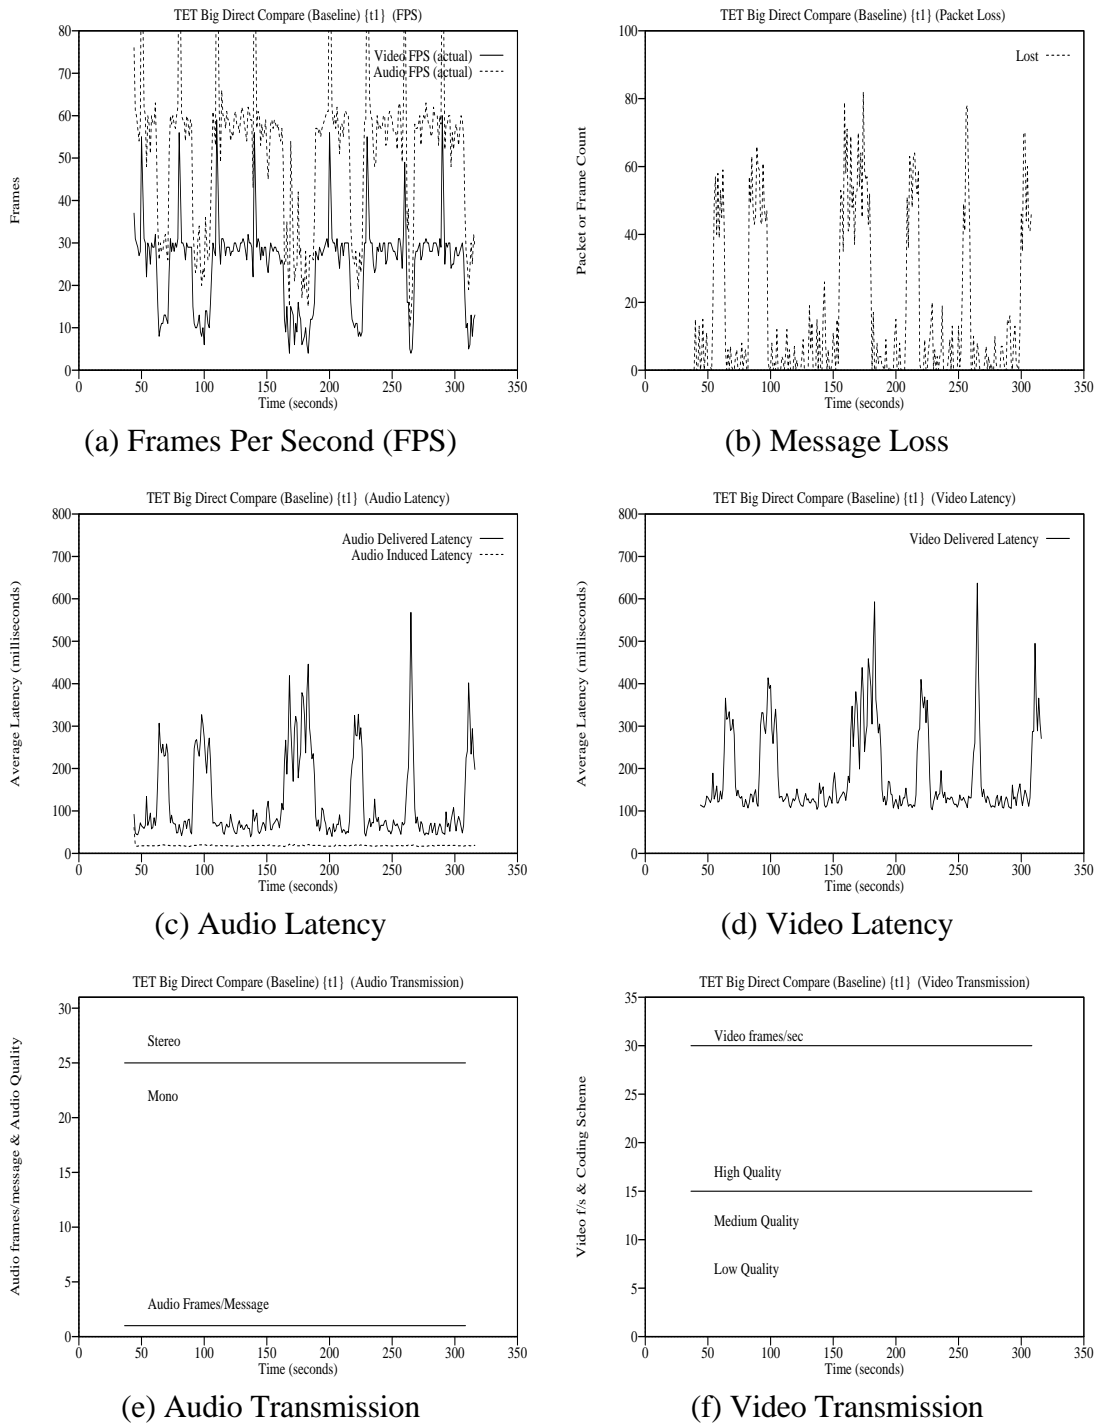 TET Big Direct Compare (Baseline) {t1} (FPS)
80
70
60
50
40
30
20
10
0
Frames
Video FPS (actual)
Audio FPS (actual)
0 50 100 150 200 250 300 350
Time (seconds)
(a) Frames Per Second (FPS)
TET Big Direct Compare (Baseline) {t1} (Packet Loss)
100
80
60
40
20
0
Packet or Frame Count
Lost
0 50 100 150 200 250 300 350
Time (seconds)
(b) Message Loss
TET Big Direct Compare (Baseline) {t1} (Audio Latency)
800
700
600
500
400
300
200
100
0
Average Latency (milliseconds)
Audio Delivered Latency
Audio Induced Latency
0 50 100 150 200 250 300 350
Time (seconds)
(c) Audio Latency
TET Big Direct Compare (Baseline) {t1} (Video Latency)
800
700
600
500
400
300
200
100
0
Average Latency (milliseconds)
Video Delivered Latency
0 50 100 150 200 250 300 350
Time (seconds)
(d) Video Latency
TET Big Direct Compare (Baseline) {t1} (Audio Transmission)
30
25
20
15
10
5
0
Audio frames/message & Audio Quality
Stereo
Mono
Audio Frames/Message
0 50 100 150 200 250 300 350
Time (seconds)
(e) Audio Transmission
TET Big Direct Compare (Baseline) {t1} (Video Transmission)
35
30
25
20
15
10
5
0
Video f/s & Coding Scheme
Video frames/sec
High Quality
Medium Quality
Low Quality
0 50 100 150 200 250 300 350
Time (seconds)
(f) Video Transmission